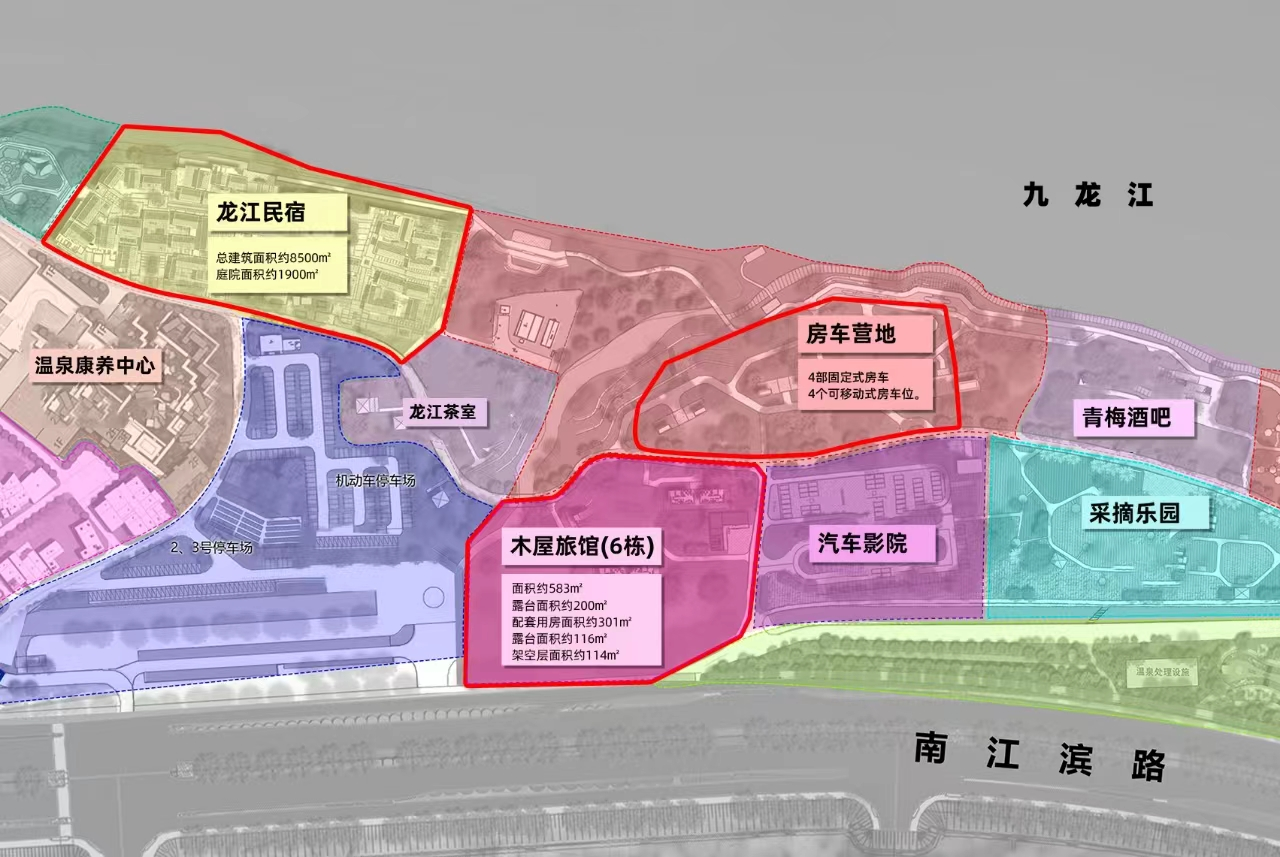 九龙江
龙江民宿
总建筑面积约8500㎡
庭院面积约1900㎡
房车营地
4部固定式房车
4个可移动式房车位。
温泉康养中心
龙江茶室
青梅酒吧
机动车停车场
2、3号停车场
采摘乐园
木屋旅馆(6栋)
面积约583㎡
露台面积约200㎡
配套用房面积约301㎡
露台面积约116㎡
架空层面积约114㎡
汽车影院
温泉处理设施
南江滨路